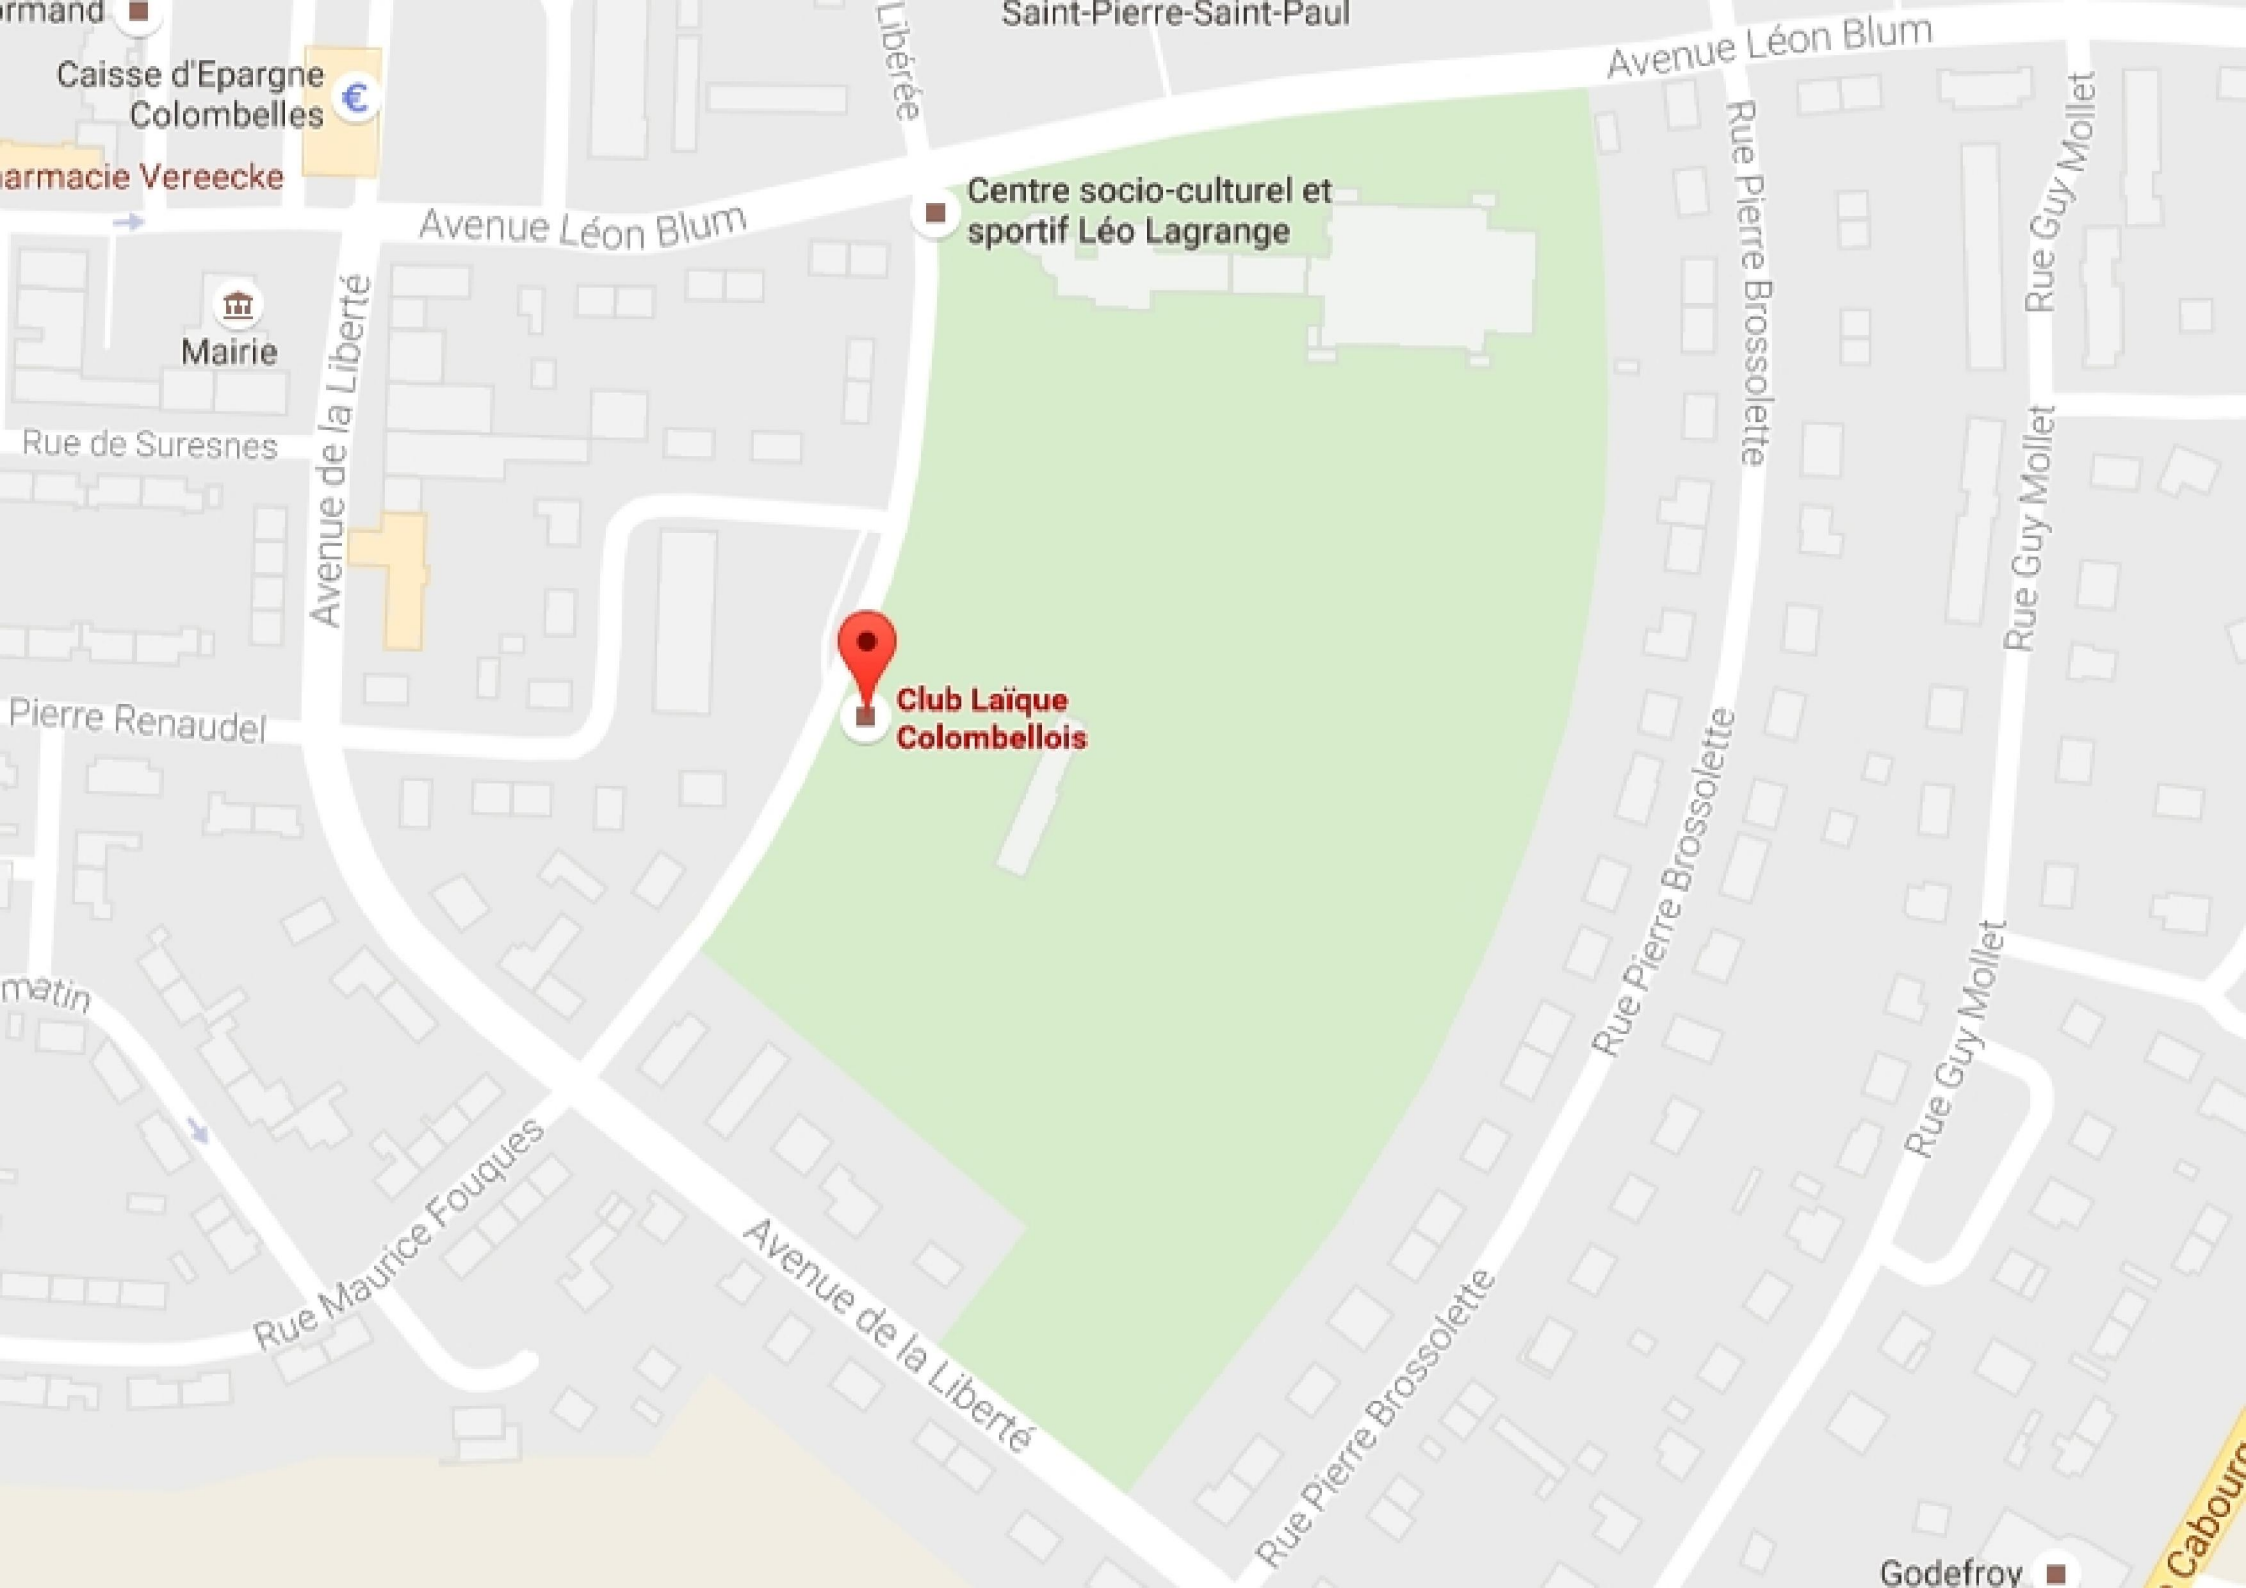 ormand
Saint-Pierre-Saint-Paul
Libérée
Avenue Léon Blum
Caisse d'Epargne
Colombelles
€
armacie Vereecke
Avenue Léon Blum
Centre socio-culturel et
sportif Léo Lagrange
Rue Pierre Brossolette
Rue Guy Mollet
Mairie
Avenue de la Liberté
Rue de Suresnes
Rue Guy Mollet
Pierre Renaudel
Club Laïque
Colombellois
Rue Pierre Brossolette
Rue Guy Mollet
matin
Rue Maurice Fouques
Avenue de la Liberté
Rue Pierre Brossolette
Cabourg
Godefroy